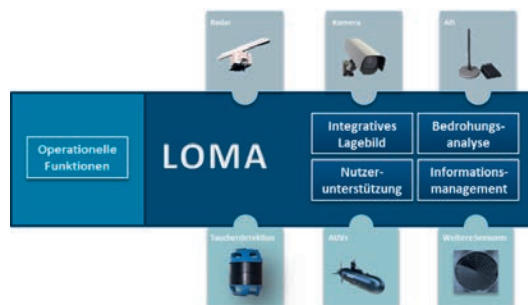 Radar
Kamera
AIS
Operationelle
Funktionen
LOMA
Integratives
Lagebild
Bedrohungs-
analyse
Nutzer-
unterstützung
Informations-
management
Taucherdetektion
AUVs
Weitere Sensoren